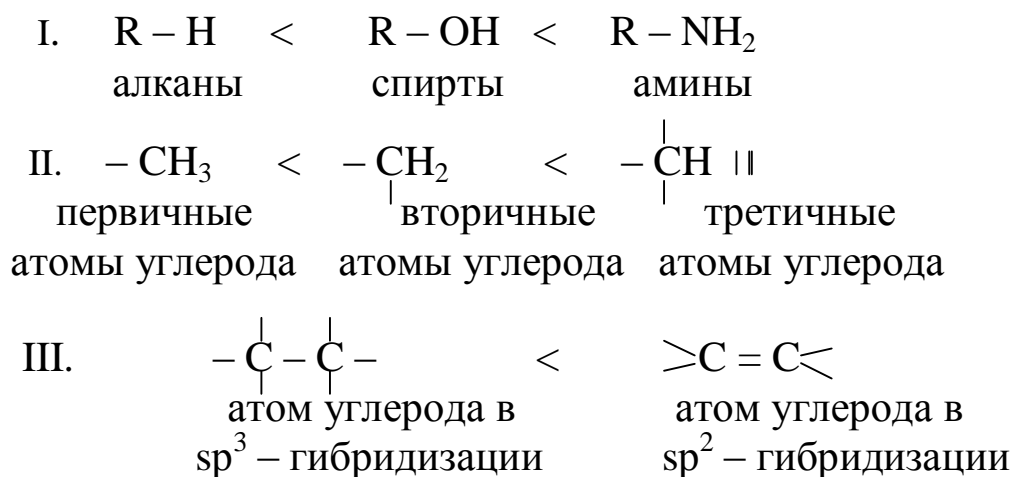 I. R – H < R – OH < R – NH₂
алканы спирты амины
II. – CH₃ < – CH₂ < – CH
первичные вторичные третичные
атомы углерода атомы углерода атомы углерода
III. – C – C – < >C = C<
атом углерода в атом углерода в
sp³ – гибридизации sp² – гибридизации